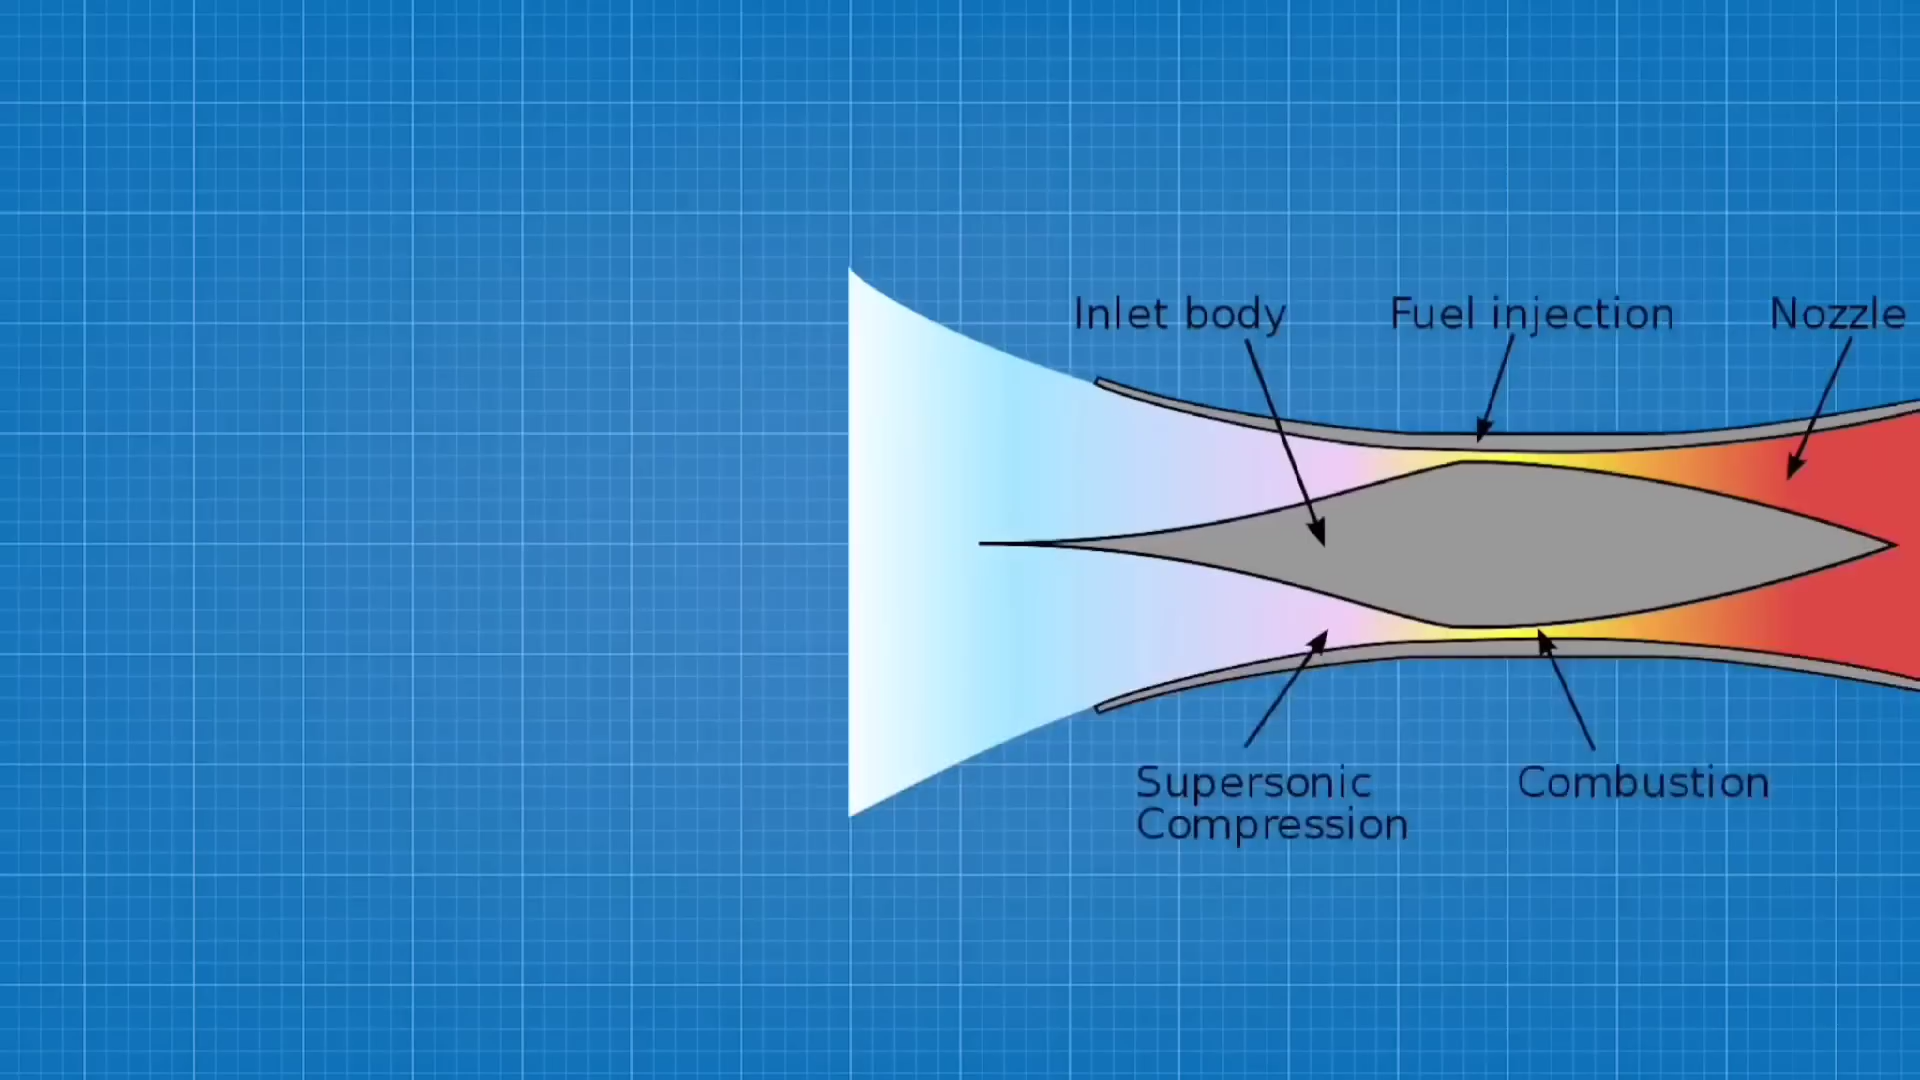 Inlet body
Fuel injection
Nozzle
Supersonic
Compression
Combustion